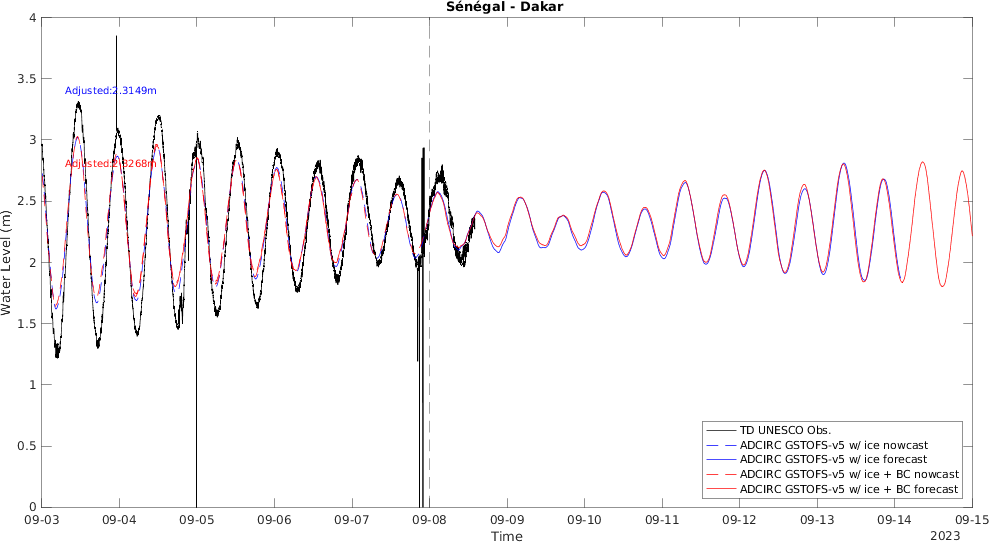 Sénégal - Dakar
Water Level (m)
4
3.5
3
2.5
2
1.5
1
0.5
0
Adjusted:2.3149m
Adjusted:2.3268m
TD UNESCO Obs.
ADCIRC GSTOFS-v5 w/ ice nowcast
ADCIRC GSTOFS-v5 w/ ice forecast
ADCIRC GSTOFS-v5 w/ ice + BC nowcast
ADCIRC GSTOFS-v5 w/ ice + BC forecast
09-03 09-04 09-05 09-06 09-07 09-08 09-09 09-10 09-11 09-12 09-13 09-14 09-15
Time
2023